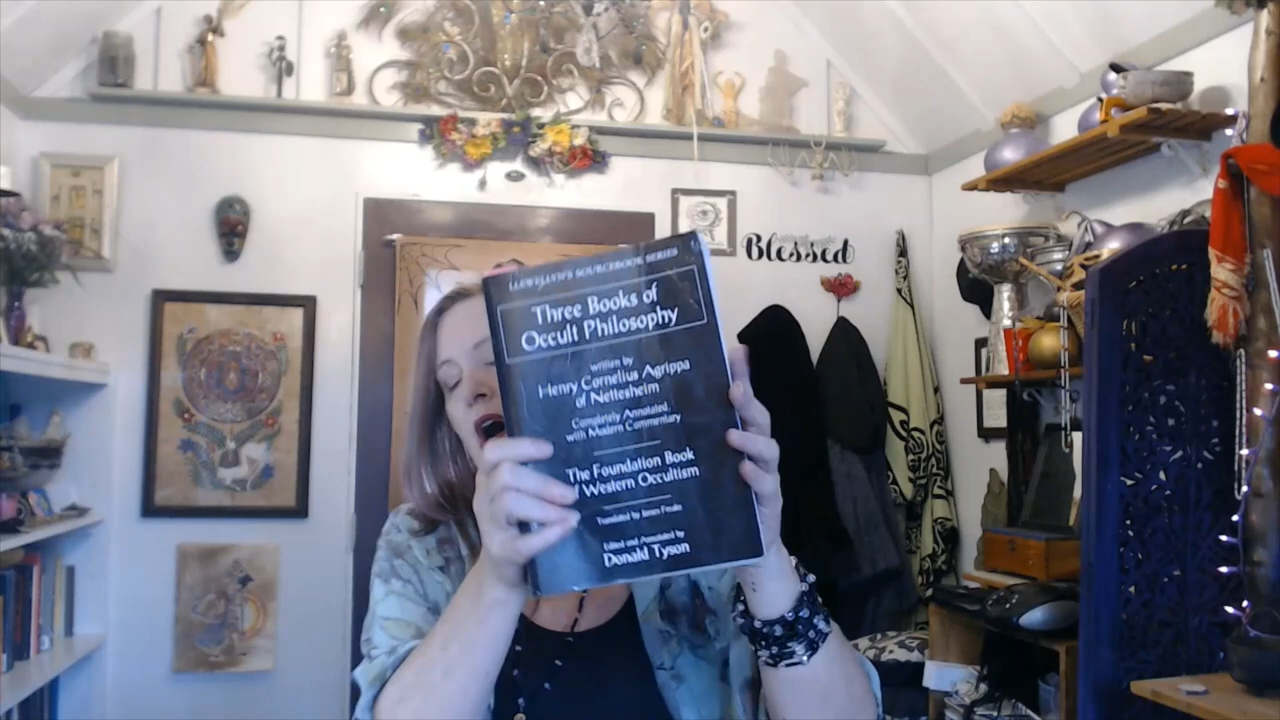 Blessed
LLEWELLYN'S SOURCEBOOK SERIES
Three Books of
Occult Philosophy
written by
Henry Cornelius Agrippa
of Nettesheim
Completely Annotated,
with Modern Commentary
The Foundation Book
Western Occultism
Translated by James Freake
Edited and Annotated by
Donald Tyson